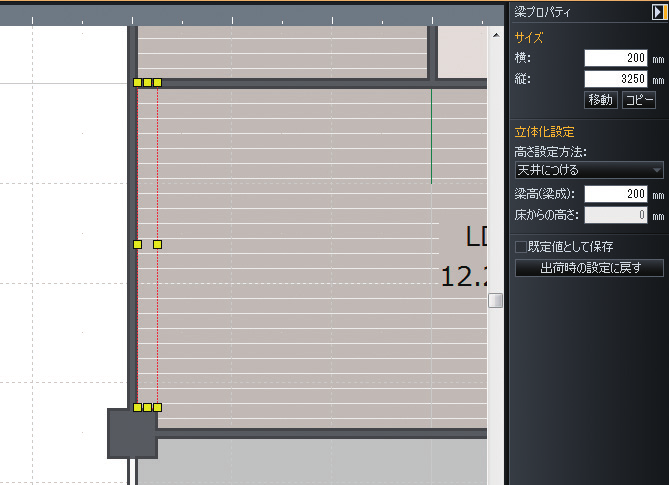 梁プロパティ
サイズ
横: 200 mm
縦: 3250 mm
移動 コピー
立体化設定
高さ設定方法:
天井につける
梁高(梁成): 200 mm
床からの高さ: 0 mm
既定値として保存
出荷時の設定に戻す
LD
12.2